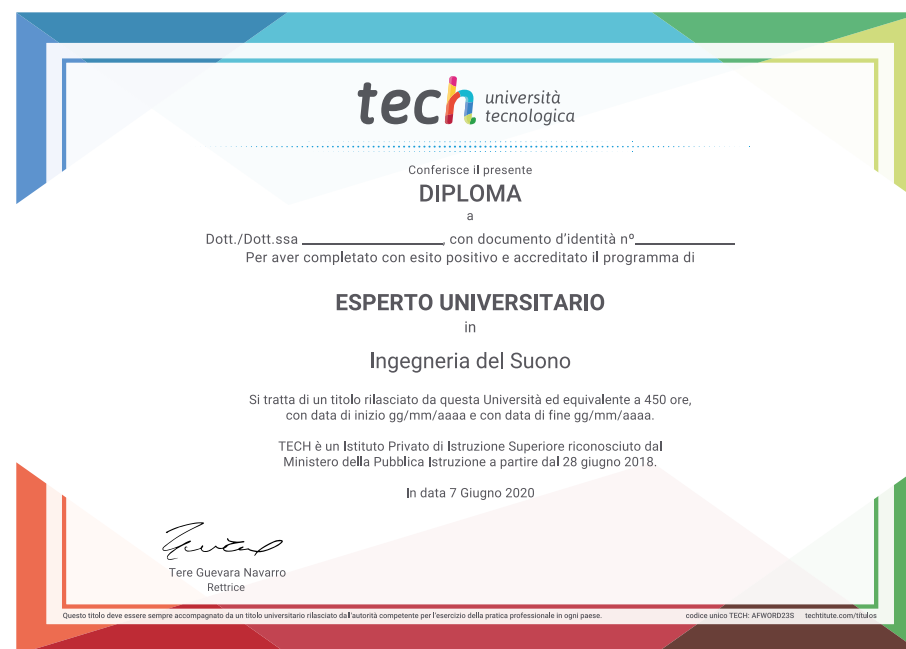 tech università
tecnologica
Conferisce il presente
DIPLOMA
a
Dott./Dott.ssa ____________________, con documento d'identità nº______________
Per aver completato con esito positivo e accreditato il programma di
ESPERTO UNIVERSITARIO
in
Ingegneria del Suono
Si tratta di un titolo rilasciato da questa Università ed equivalente a 450 ore,
con data di inizio gg/mm/aaaa e con data di fine gg/mm/aaaa.
TECH è un Istituto Privato di Istruzione Superiore riconosciuto dal
Ministero della Pubblica Istruzione a partire dal 28 giugno 2018.
In data 7 Giugno 2020
Tere Guevara Navarro
Rettrice
Questo titolo deve essere sempre accompagnato da un titolo universitario rilasciato dall'autorità competente per l'esercizio della pratica professionale in ogni paese. codice unico TECH: AFWORD23S techtitute.com/titulos